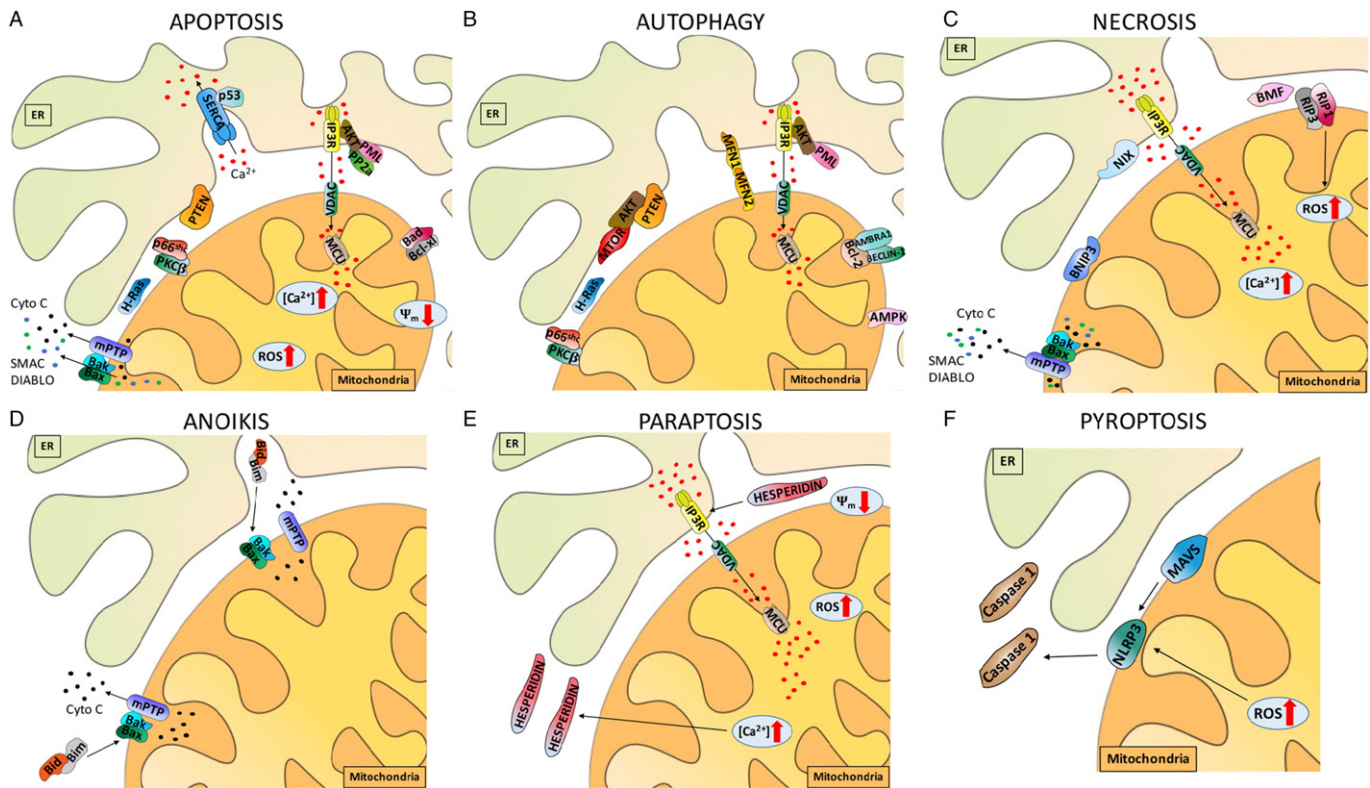 A
APOPTOSIS
ER
SERCA
p53
Ca²⁺
IP3R
AKT
PML
PP2a
VDAC
MCU
PTEN
p66ˢʰᶜ
PKCβ
H-Ras
Bad
Bcl-xl
[Ca²⁺]
Ψₘ
ROS
Cyto C
SMAC
DIABLO
mPTP
Bak
Bax
Mitochondria
B
AUTOPHAGY
ER
IP3R
AKT
PML
MFN1
MFN2
VDAC
MCU
AKT
PTEN
MTOR
H-Ras
p66ˢʰᶜ
PKCβ
AMBRA1
Bcl-2
BECLIN-1
AMPK
Mitochondria
C
NECROSIS
ER
BMF
RIP3
RIP1
IP3R
VDAC
MCU
NIX
BNIP3
ROS
[Ca²⁺]
Cyto C
SMAC
DIABLO
Bak
Bax
mPTP
Mitochondria
D
ANOIKIS
ER
Bid
Bim
mPTP
Bak
Bax
Cyto C
mPTP
Bak
Bax
Bid
Bim
Mitochondria
E
PARAPTOSIS
ER
HESPERIDIN
Ψₘ
IP3R
VDAC
MCU
ROS
HESPERIDIN
HESPERIDIN
[Ca²⁺]
Mitochondria
F
PYROPTOSIS
ER
MAVS
Caspase 1
Caspase 1
NLRP3
ROS
Mitochondria